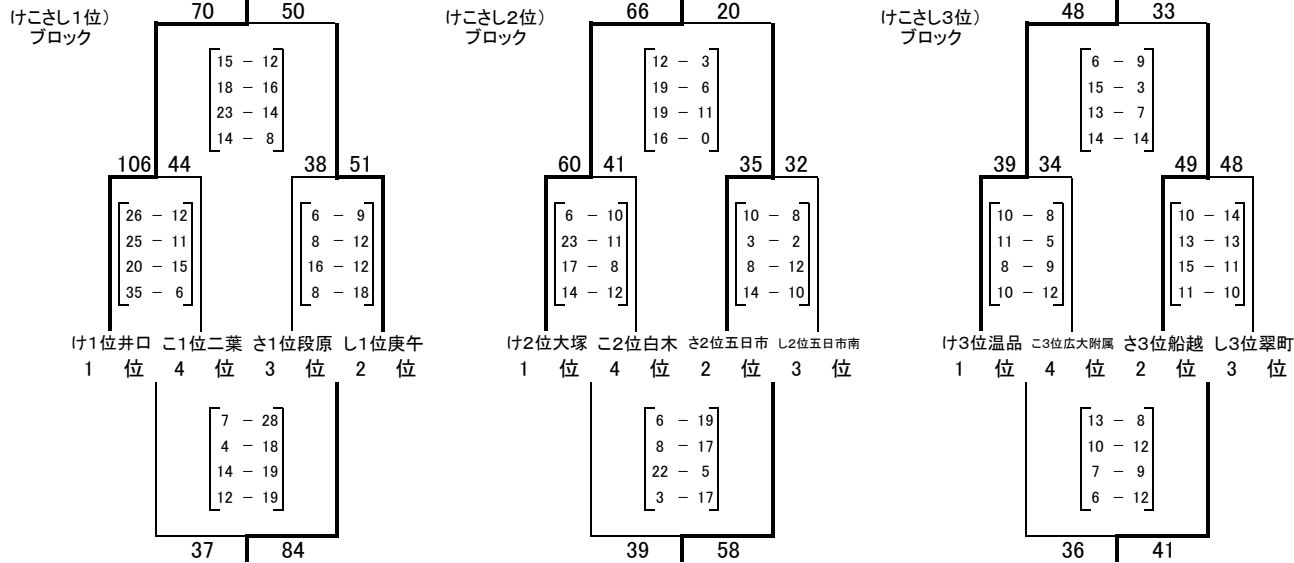 けこさし1位)
ブロック
70 50
15 － 12
18 － 16
23 － 14
14 － 8
106 44
38 51
26 － 12
25 － 11
20 － 15
35 － 6
6 － 9
8 － 12
16 － 12
8 － 18
け1位井口 こ1位二葉 さ1位段原 し1位庚午
1 位 4 位 3 位 2 位
7 － 28
4 － 18
14 － 19
12 － 19
37 84
けこさし2位)
ブロック
66 20
12 － 3
19 － 6
19 － 11
16 － 0
60 41
35 32
6 － 10
23 － 11
17 － 8
14 － 12
10 － 8
3 － 2
8 － 12
14 － 10
け2位大塚 こ2位白木 さ2位五日市 し2位五日市南
1 位 4 位 2 位 3 位
6 － 19
8 － 17
22 － 5
3 － 17
39 58
けこさし3位)
ブロック
48 33
6 － 9
15 － 3
13 － 7
14 － 14
39 34
49 48
10 － 8
11 － 5
8 － 9
10 － 12
10 － 14
13 － 13
15 － 11
11 － 10
け3位温品 こ3位広大附属 さ3位船越 し3位翠町
1 位 4 位 2 位 3 位
13 － 8
10 － 12
7 － 9
6 － 12
36 41